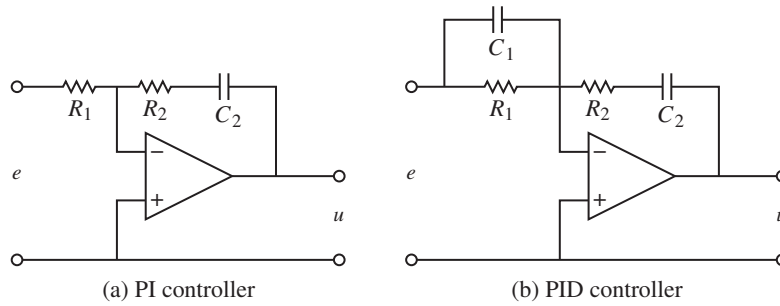 R1 R2 C2
−
+
e
u
(a) PI controller
C1
R1 R2 C2
−
+
e
(b) PID controller